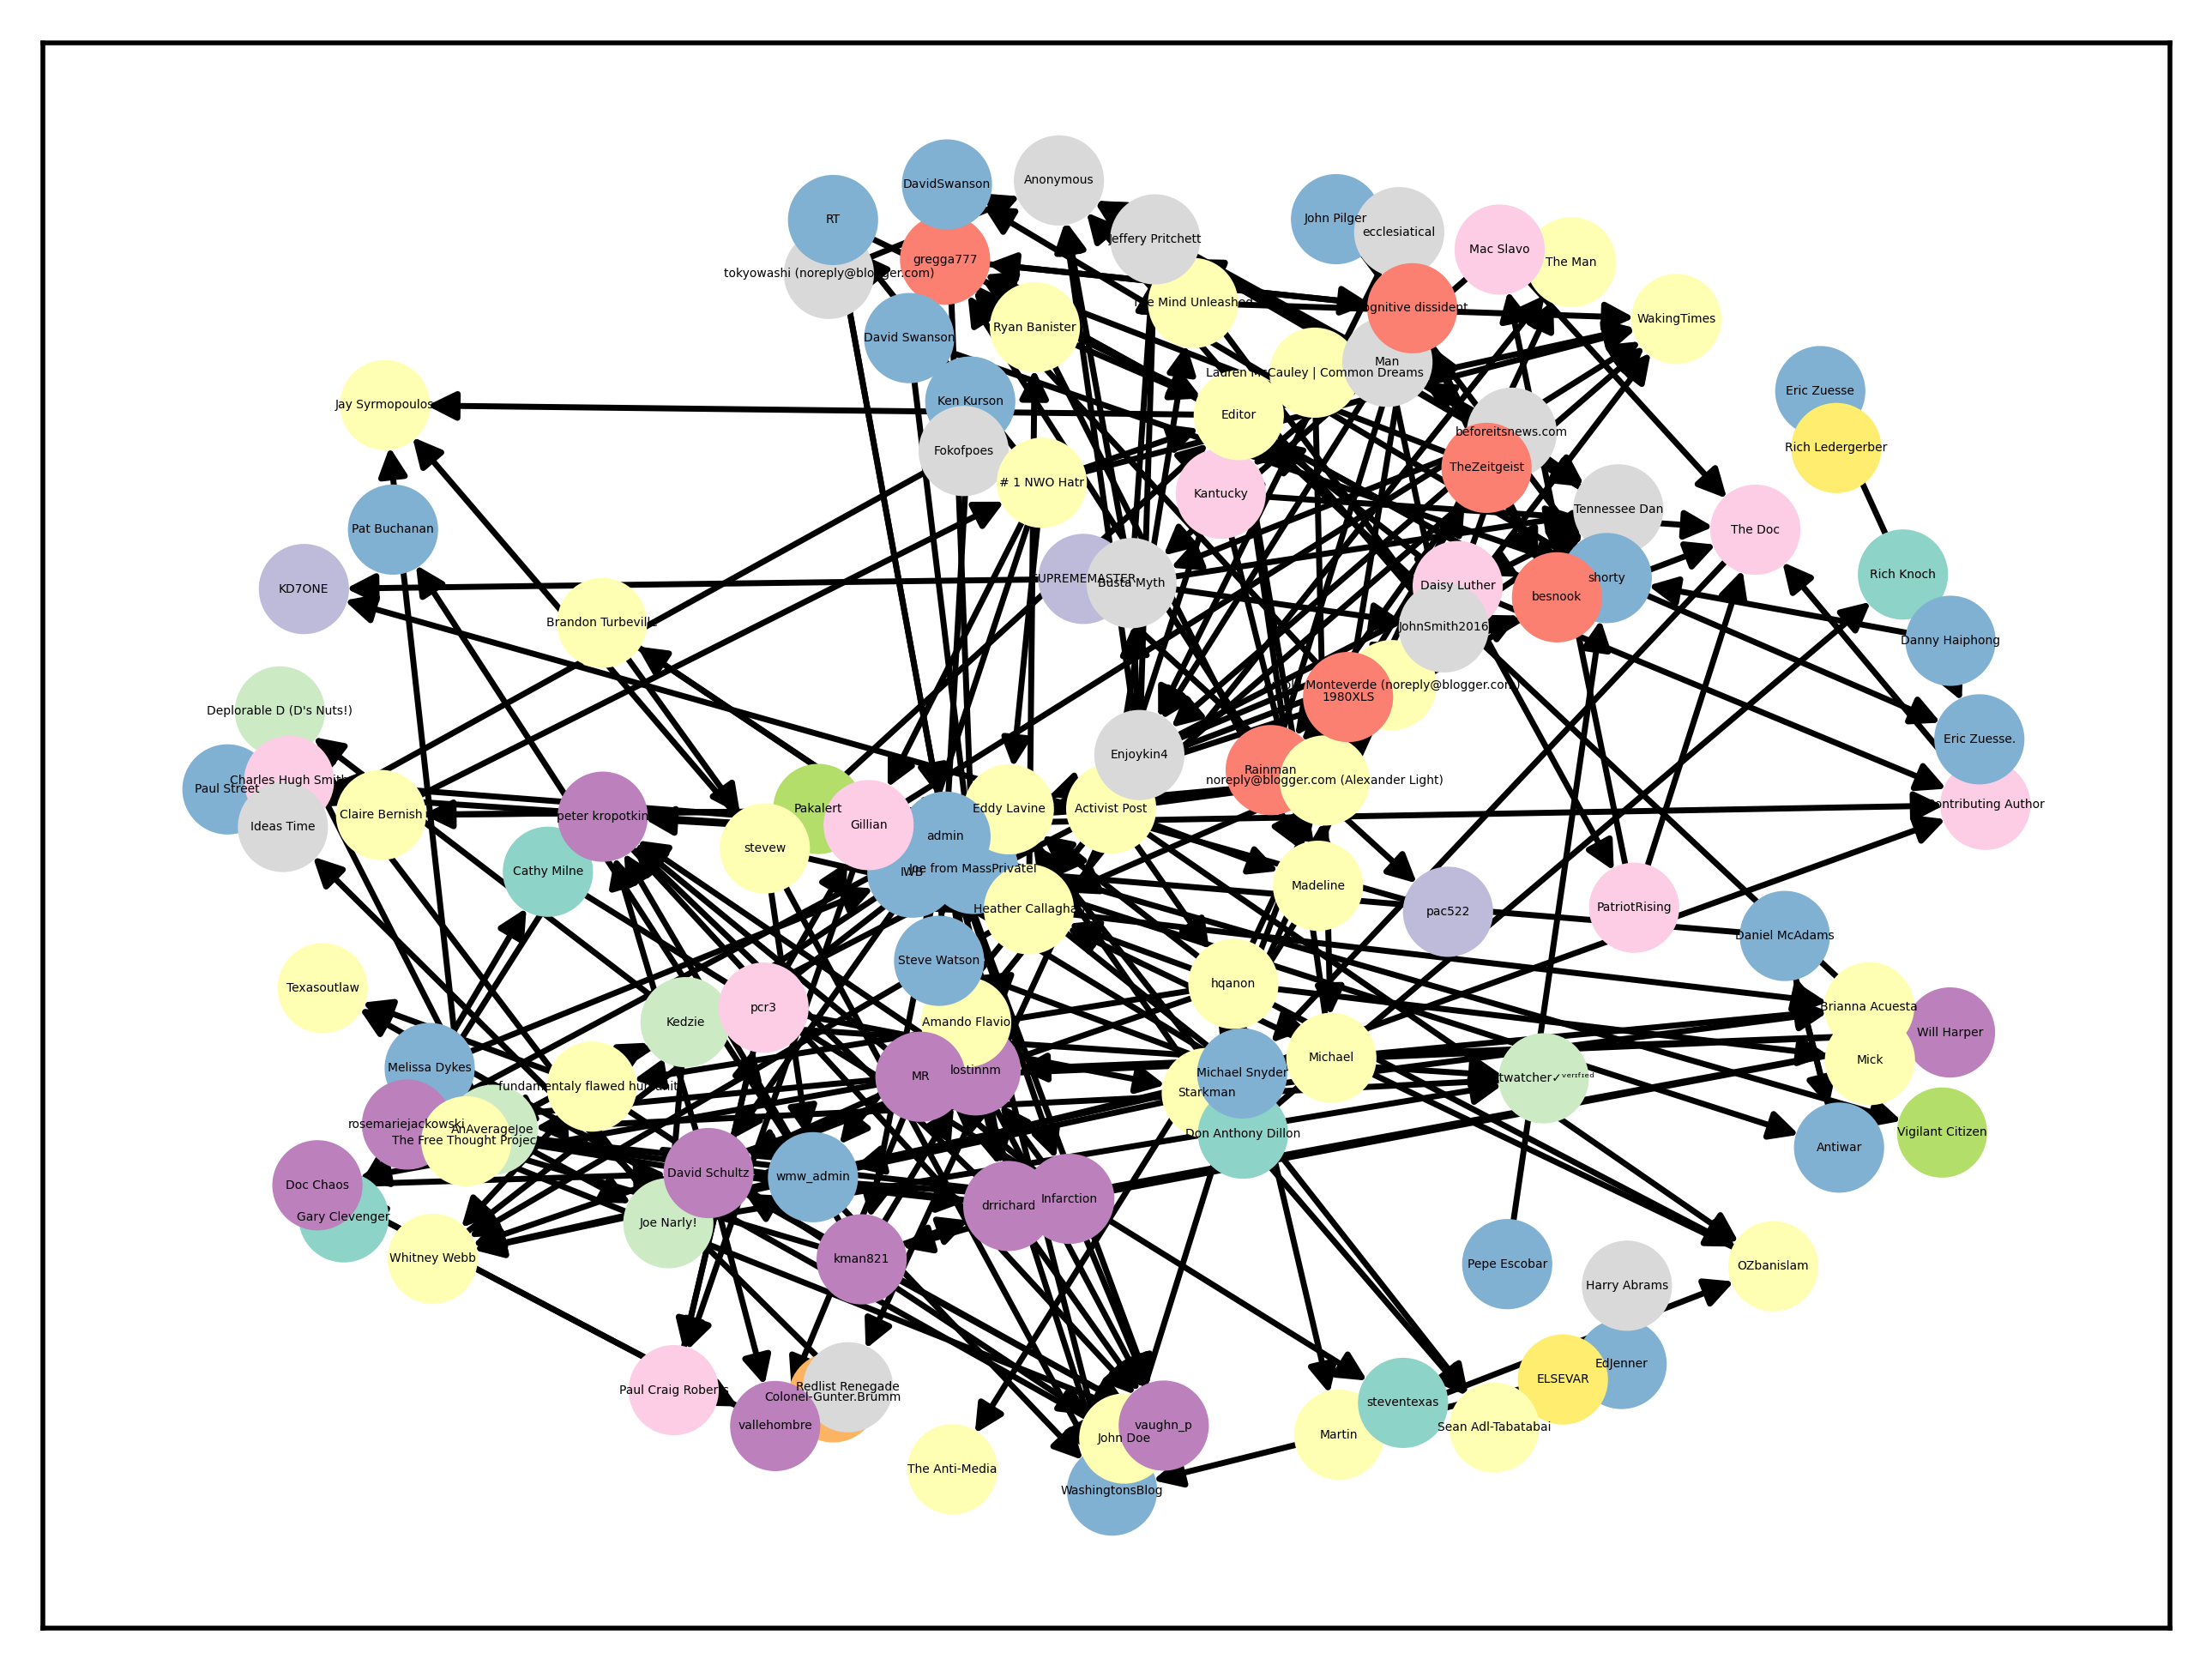 DavidSwanson
Anonymous
RT
John Pilger
ecclesiatical
Jeffery Pritchett
Mac Slavo
gregga777
The Man
tokyowashi (noreply@blogger.com)
Mind Unleashed
ognitive dissident
WakingTimes
Ryan Banister
David Swanson
Man
Lauren McCauley | Common Dreams
Eric Zuesse
Ken Kurson
Jay Syrmopoulos
Editor
beforeitsnews.com
Rich Ledergerber
Fokofpoes
TheZeitgeist
# 1 NWO Hatr
Kantucky
Tennessee Dan
Pat Buchanan
The Doc
Rich Knoch
UPREMEMASTER
Busta Myth
shorty
KD7ONE
Daisy Luther
besnook
Brandon Turbeville
JohnSmith2016
Danny Haiphong
Monteverde (noreply@blogger.com)
1980XLS
Deplorable D (D's Nuts!)
Eric Zuesse.
Enjoykin4
Rainman
noreply@blogger.com (Alexander Light)
Charles Hugh Smith
Paul Street
ontributing Author
Pakalert
Eddy Lavine
Activist Post
Claire Bernish
peter kropotkin
Ideas Time
Gillian
admin
stevew
Joe from MassPrivateI
IWB
Cathy Milne
Madeline
Heather Callaghan
pac522
PatriotRising
Daniel McAdams
Steve Watson
hqanon
Texasoutlaw
Brianna Acuesta
pcr3
Kedzie
Amando Flavio
Will Harper
Michael
Mick
Melissa Dykes
lostinnm
MR
Michael Snyder
twatcher✓ᵛᵉʳᶦᶠᶦᵉᵈ
fundamentaly flawed humanit
Starkman
rosemariejackowski
AnAverageJoe
Don Anthony Dillon
Vigilant Citizen
The Free Thought Project
Antiwar
David Schultz
wmw_admin
Doc Chaos
Infarction
drrichard
Gary Clevenger
Joe Narly!
Whitney Webb
kman821
Pepe Escobar
OZbanislam
Harry Abrams
EdJenner
ELSEVAR
Redlist Renegade
Paul Craig Roberts
Colonel-Gunter.Brumm
steventexas
vallehombre
vaughn_p
Sean Adl-Tabatabai
Martin
John Doe
The Anti-Media
WashingtonsBlog